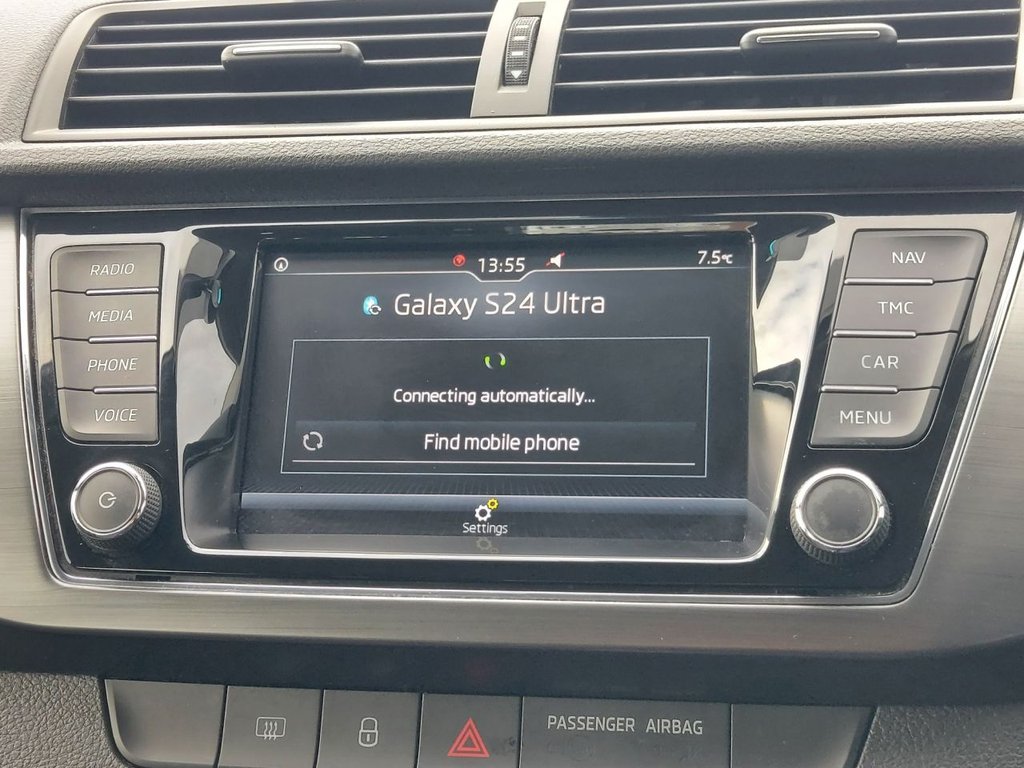 13:55
7.5°C
Galaxy S24 Ultra
Connecting automatically...
Find mobile phone
Settings
RADIO
MEDIA
PHONE
VOICE
NAV
TMC
CAR
MENU
PASSENGER AIRBAG